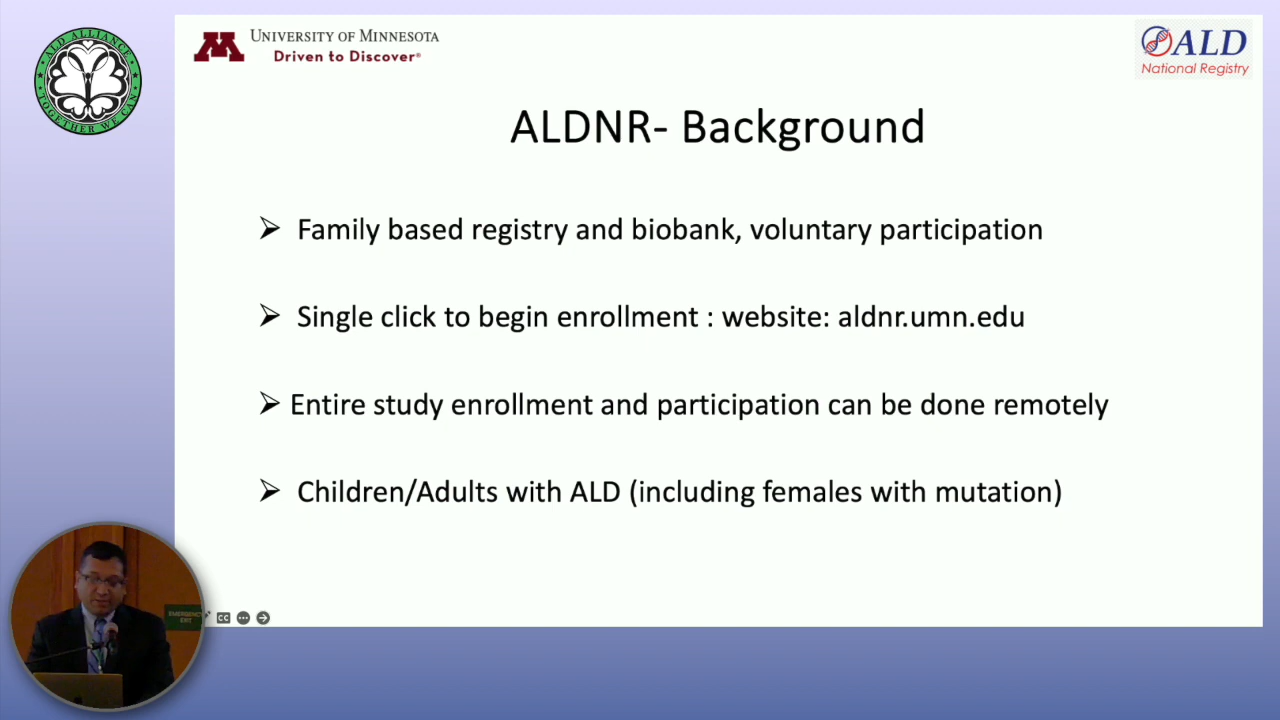 ALD ALLIANCE
TOGETHER WE CAN
UNIVERSITY OF MINNESOTA
Driven to Discover®
ALD
National Registry
ALDNR- Background
Family based registry and biobank, voluntary participation
Single click to begin enrollment : website: aldnr.umn.edu
Entire study enrollment and participation can be done remotely
Children/Adults with ALD (including females with mutation)
EMERGENCY
EXIT
CC